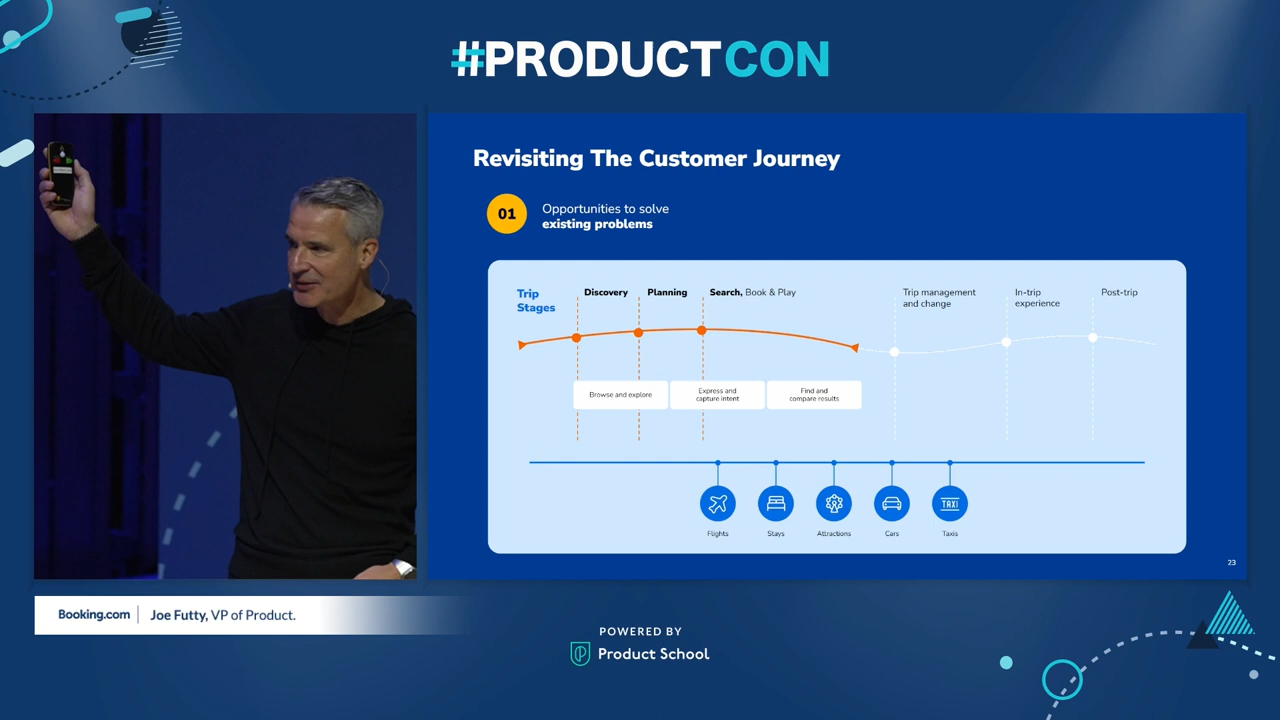 #PRODUCTCON
Revisiting The Customer Journey
01
Opportunities to solve
existing problems
Trip
Stages
Discovery
Planning
Search, Book & Play
Trip management
and change
In-trip
experience
Post-trip
Browse and explore
Express and
capture intent
Find and
compare results
TAXI
Flights
Stays
Attractions
Cars
Taxis
23
Booking.com
Joe Futty, VP of Product.
POWERED BY
Product School